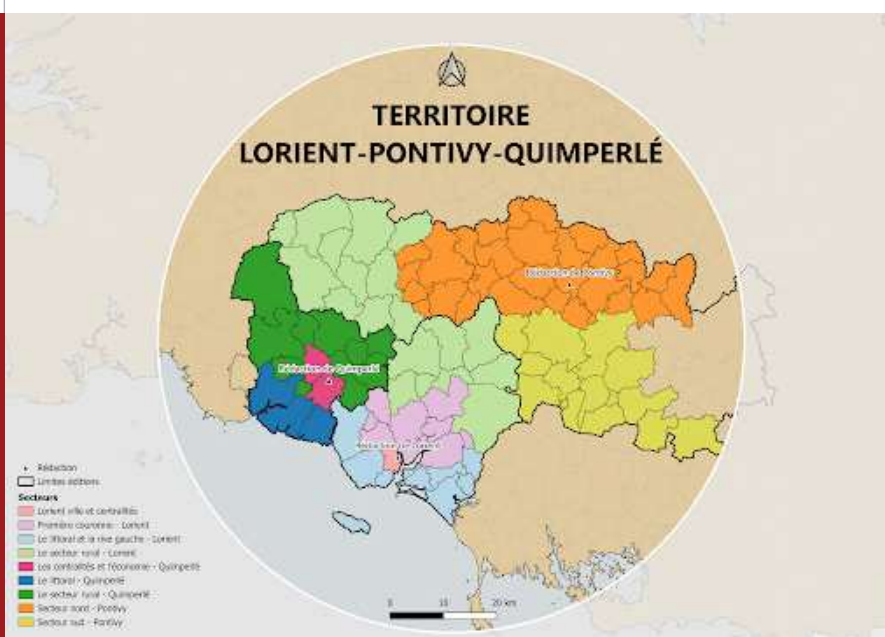 TERRITOIRE
LORIENT-PONTIVY-QUIMPERLÉ
Rédaction de Pontivy
Rédaction de Quimperlé
Rédaction de Lorient
Rédaction
Limites éditions
Secteurs
Lorient ville et centralités
Première couronne - Lorient
Le littoral et la rive gauche - Lorient
Le secteur rural - Lorient
Les centralités et l'économie - Quimperlé
Le littoral - Quimperlé
Le secteur rural - Quimperlé
Secteur nord - Pontivy
Secteur sud - Pontivy
0 10 20 km